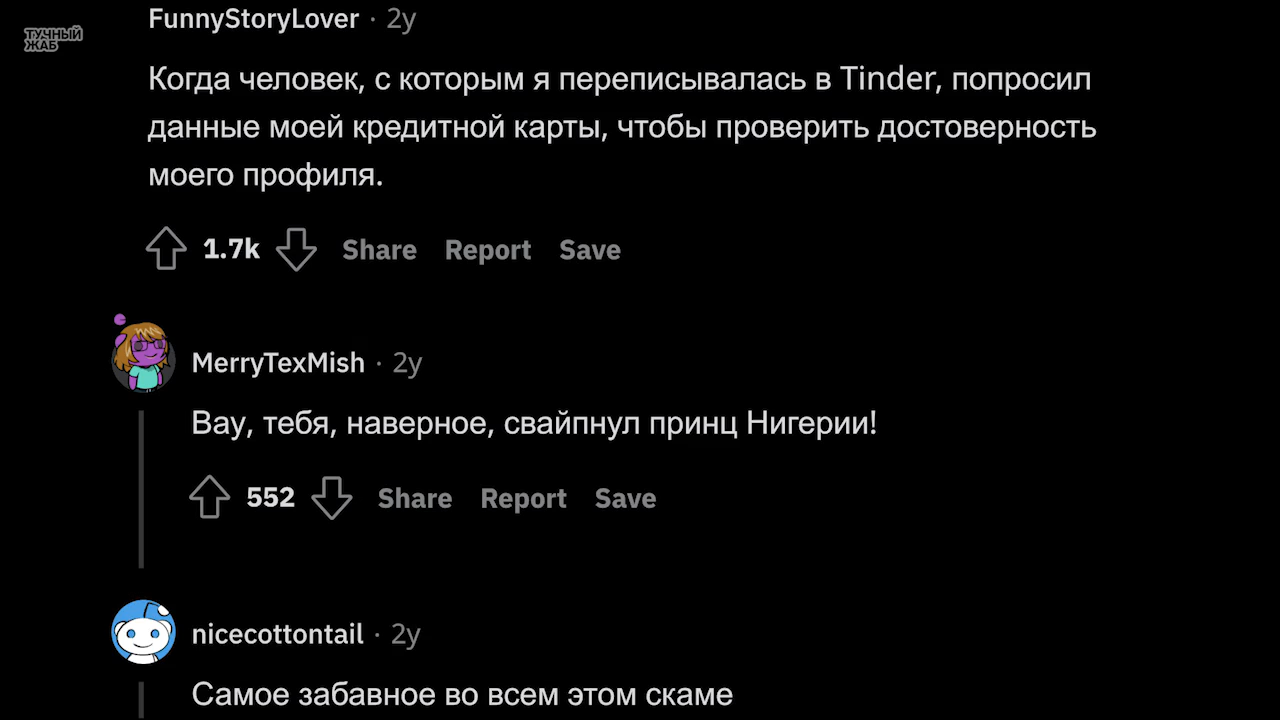 ТУЧНЫЙ
ЖАБ
FunnyStoryLover · 2y
Когда человек, с которым я переписывалась в Tinder, попросил
данные моей кредитной карты, чтобы проверить достоверность
моего профиля.
1.7k Share Report Save
MerryTexMish · 2y
Вау, тебя, наверное, свайпнул принц Нигерии!
552 Share Report Save
nicecottontail · 2y
Самое забавное во всем этом скаме